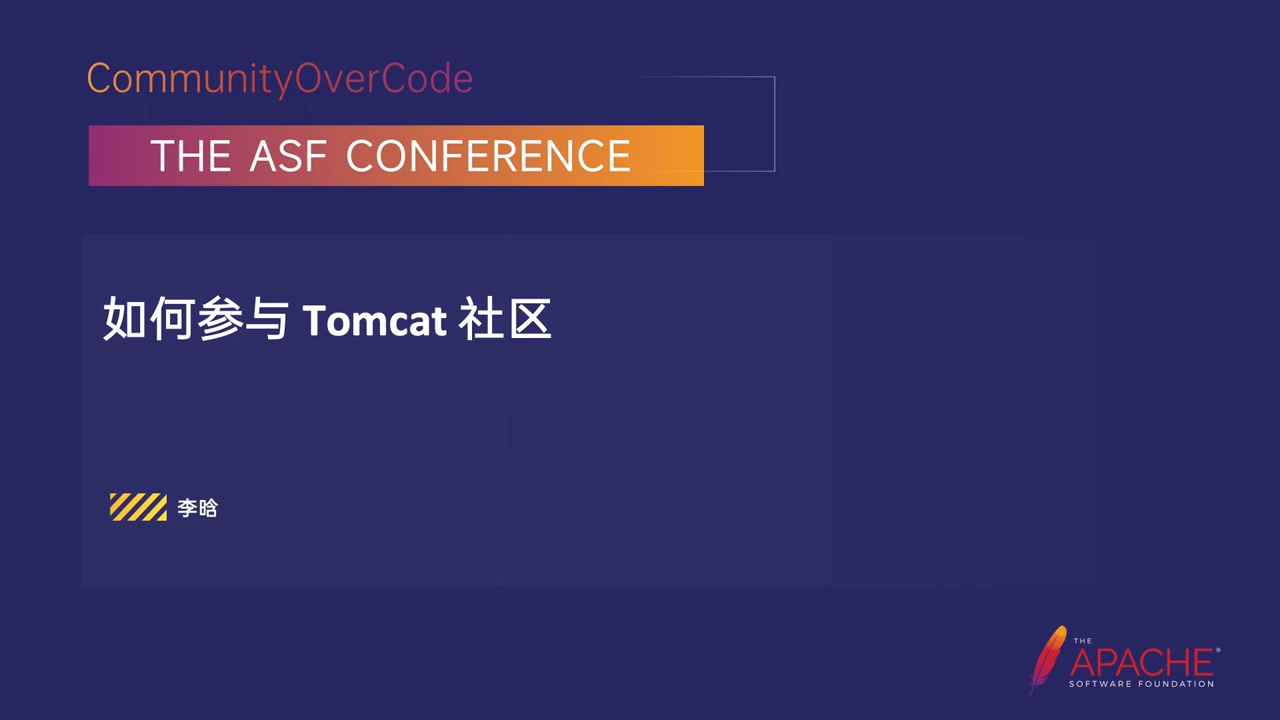 CommunityOverCode
THE ASF CONFERENCE
如何参与 Tomcat 社区
李晗
THE
APACHE®
SOFTWARE FOUNDATION